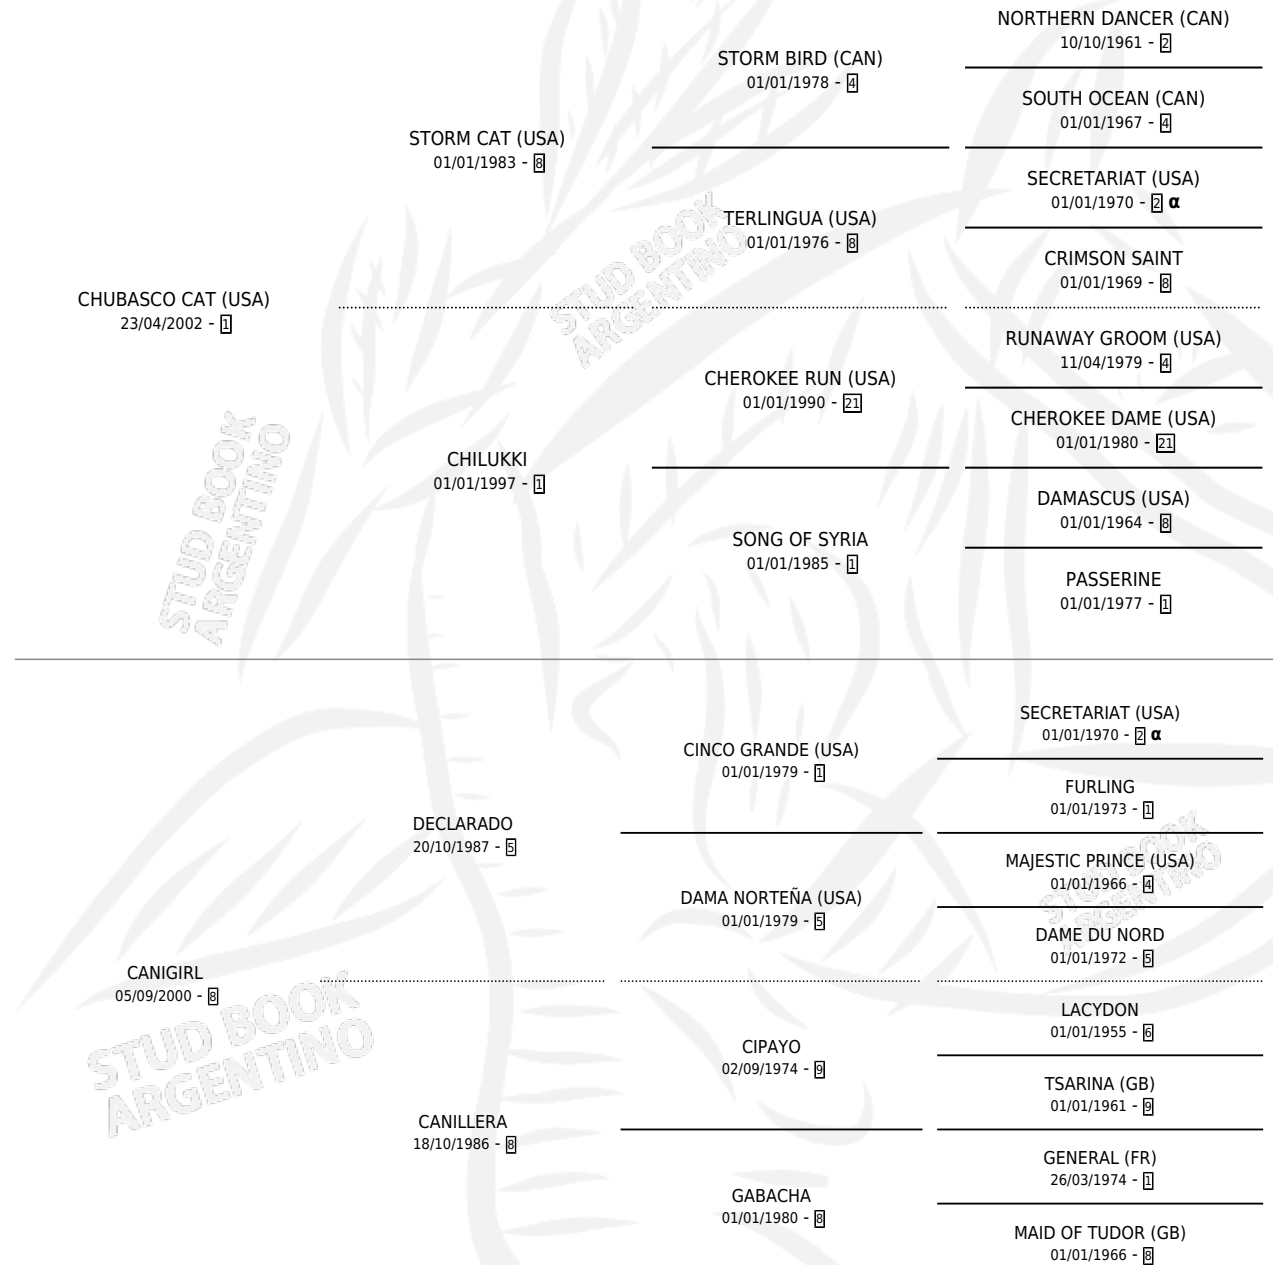 NORTHERN DANCER (CAN)
10/10/1961 - 2
STORM BIRD (CAN)
01/01/1978 - 4
SOUTH OCEAN (CAN)
01/01/1967 - 4
STORM CAT (USA)
01/01/1983 - 8
SECRETARIAT (USA)
01/01/1970 - 2 α
TERLINGUA (USA)
01/01/1976 - 8
CRIMSON SAINT
01/01/1969 - 8
CHUBASCO CAT (USA)
23/04/2002 - 1
RUNAWAY GROOM (USA)
11/04/1979 - 4
CHEROKEE RUN (USA)
01/01/1990 - 21
CHEROKEE DAME (USA)
01/01/1980 - 21
CHILUKKI
01/01/1997 - 1
DAMASCUS (USA)
01/01/1964 - 8
SONG OF SYRIA
01/01/1985 - 1
PASSERINE
01/01/1977 - 1
SECRETARIAT (USA)
01/01/1970 - 2 α
CINCO GRANDE (USA)
01/01/1979 - 1
FURLING
01/01/1973 - 1
DECLARADO
20/10/1987 - 5
MAJESTIC PRINCE (USA)
01/01/1966 - 4
DAMA NORTEÑA (USA)
01/01/1979 - 5
DAME DU NORD
01/01/1972 - 5
CANIGIRL
05/09/2000 - 8
LACYDON
01/01/1955 - 6
CIPAYO
02/09/1974 - 9
TSARINA (GB)
01/01/1961 - 9
CANILLERA
18/10/1986 - 8
GENERAL (FR)
26/03/1974 - 1
GABACHA
01/01/1980 - 8
MAID OF TUDOR (GB)
01/01/1966 - 8
STUD BOOK
ARGENTINO
STUD BOOK
ARGENTINO
STUD BOOK
ARGENTINO
STUD BOOK
ARGENTINO